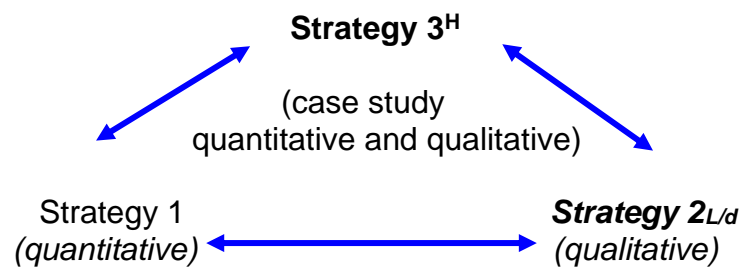 Strategy 3ᴴ
(case study
quantitative and qualitative)
Strategy 1
(quantitative)
Strategy 2L/d
(qualitative)